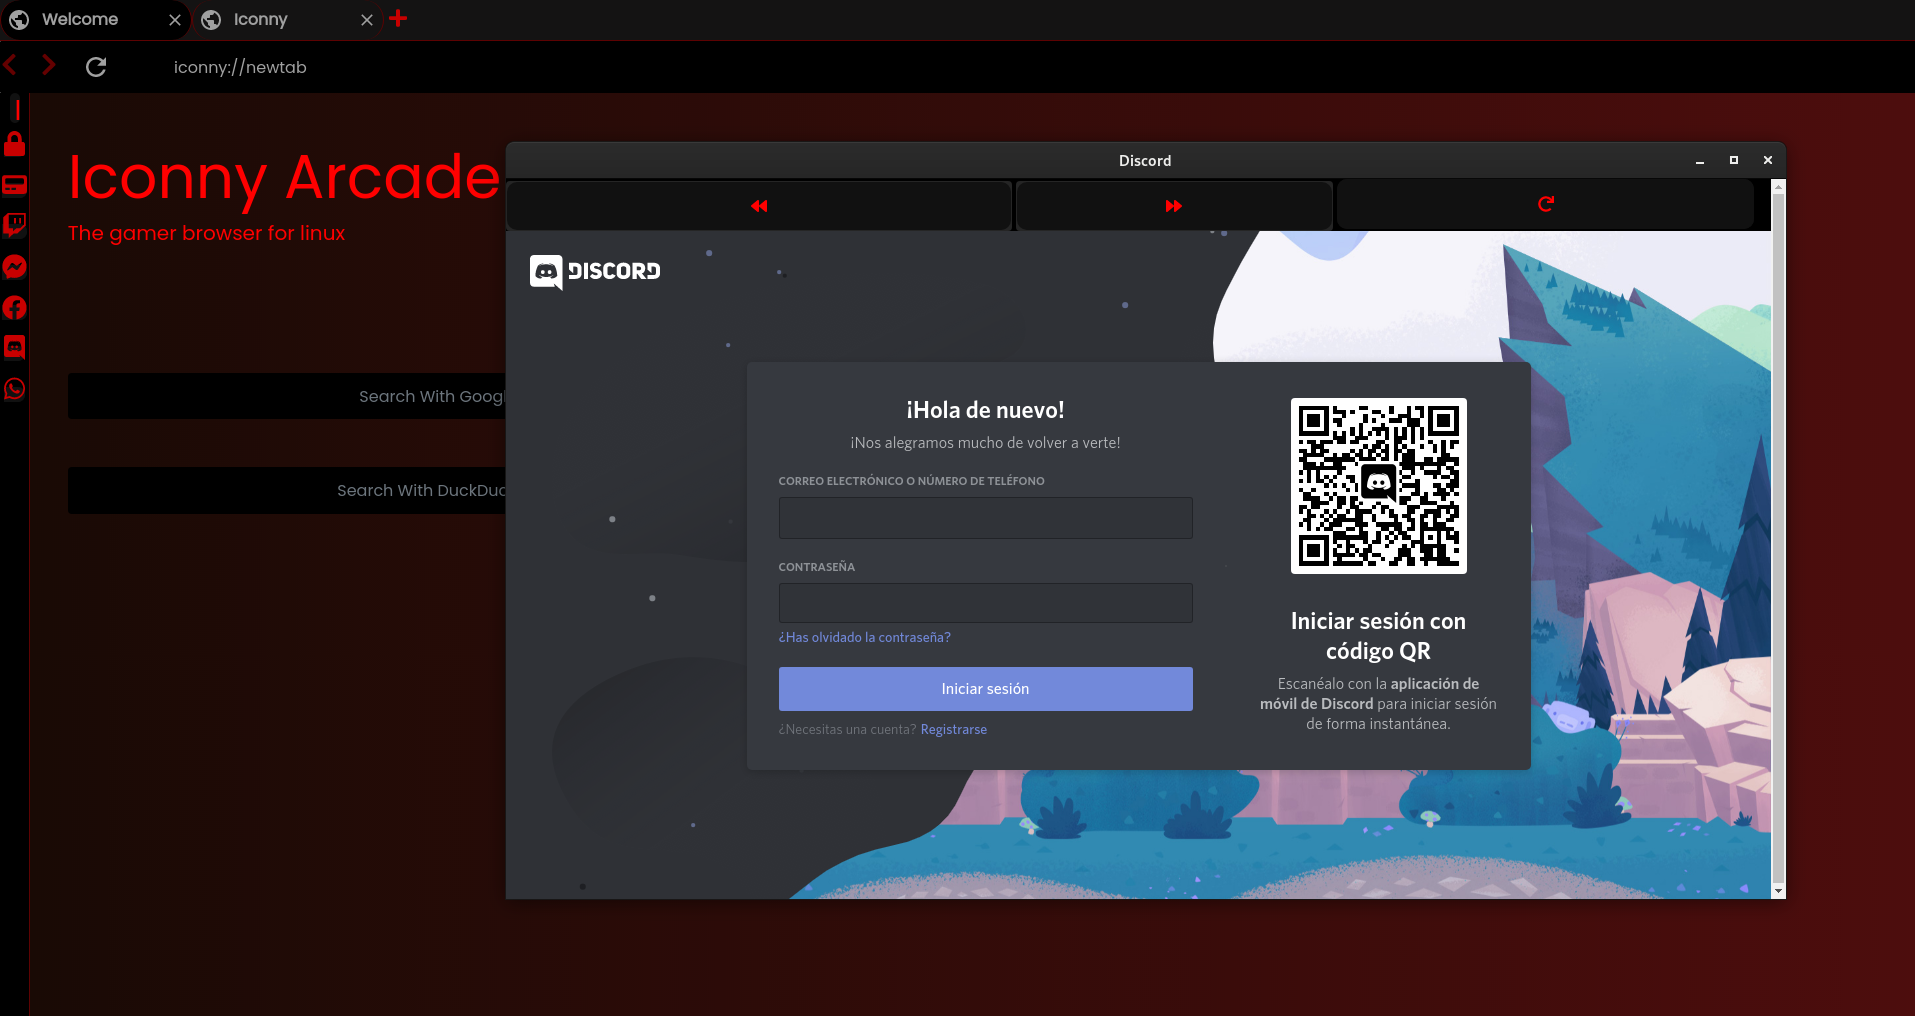 Welcome
Iconny
iconny://newtab
Iconny Arcade
The gamer browser for linux
Search With Goog
Search With DuckDuc
Discord
DISCORD
¡Hola de nuevo!
¡Nos alegramos mucho de volver a verte!
CORREO ELECTRÓNICO O NÚMERO DE TELÉFONO
CONTRASEÑA
¿Has olvidado la contraseña?
Iniciar sesión
¿Necesitas una cuenta? Registrarse
Iniciar sesión con
código QR
Escanéalo con la aplicación de
móvil de Discord para iniciar sesión
de forma instantánea.